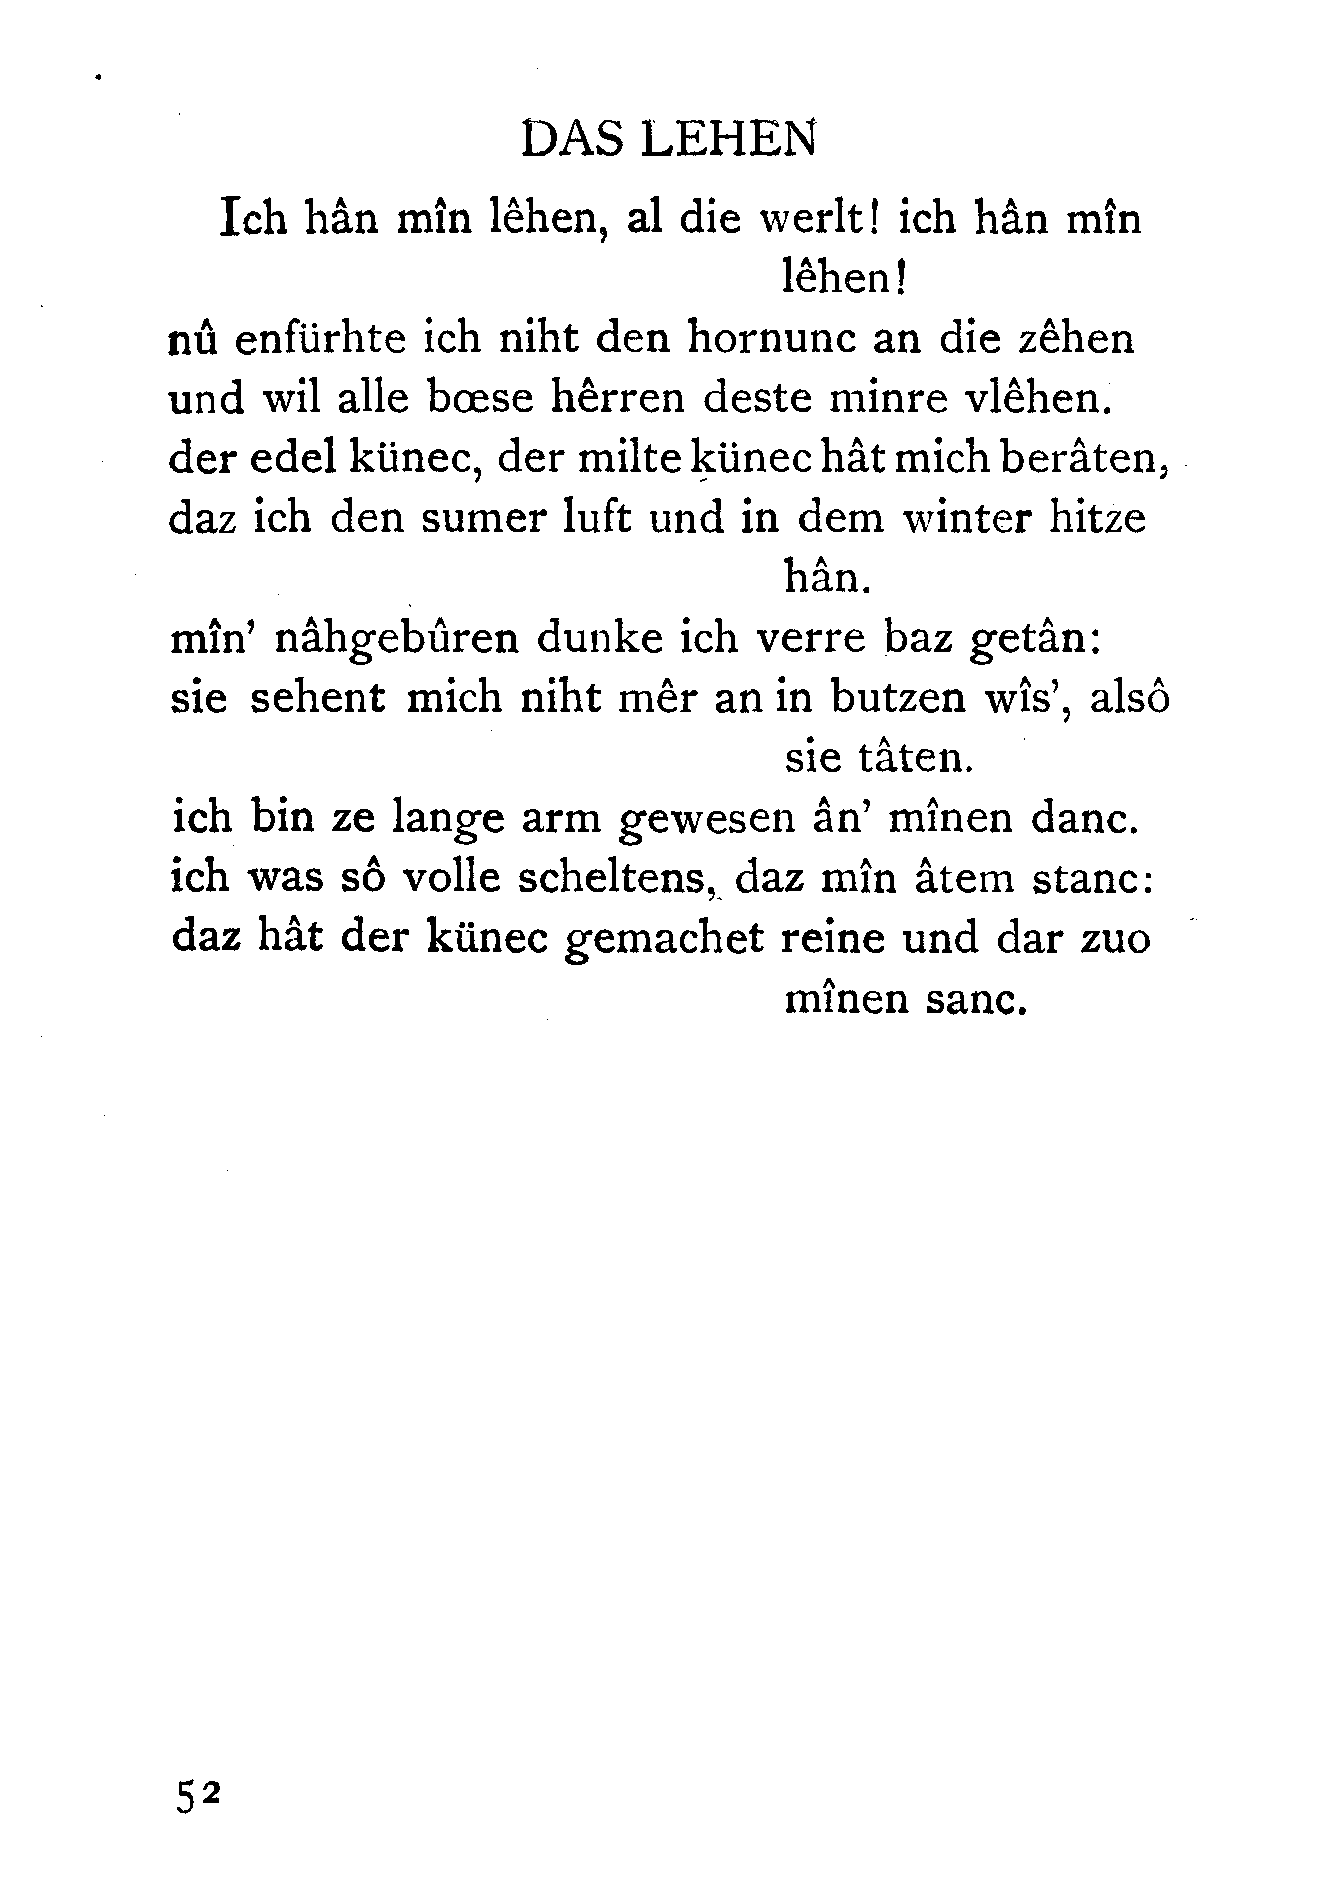 DAS LEHEN
Ich hân mîn lêhen, al die werlt! ich hân mîn
lêhen!
nû enfürhte ich niht den hornunc an die zêhen
und wil alle bœse hêrren deste minre vlêhen.
der edel künec, der milte künec hât mich berâten,
daz ich den sumer luft und in dem winter hitze
hân.
mîn’ nâhgebûren dunke ich verre baz getân:
sie sehent mich niht mêr an in butzen wîs’, alsô
sie tâten.
ich bin ze lange arm gewesen ân’ mînen danc.
ich was sô volle scheltens, daz mîn âtem stanc:
daz hât der künec gemachet reine und dar zuo
mînen sanc.
52